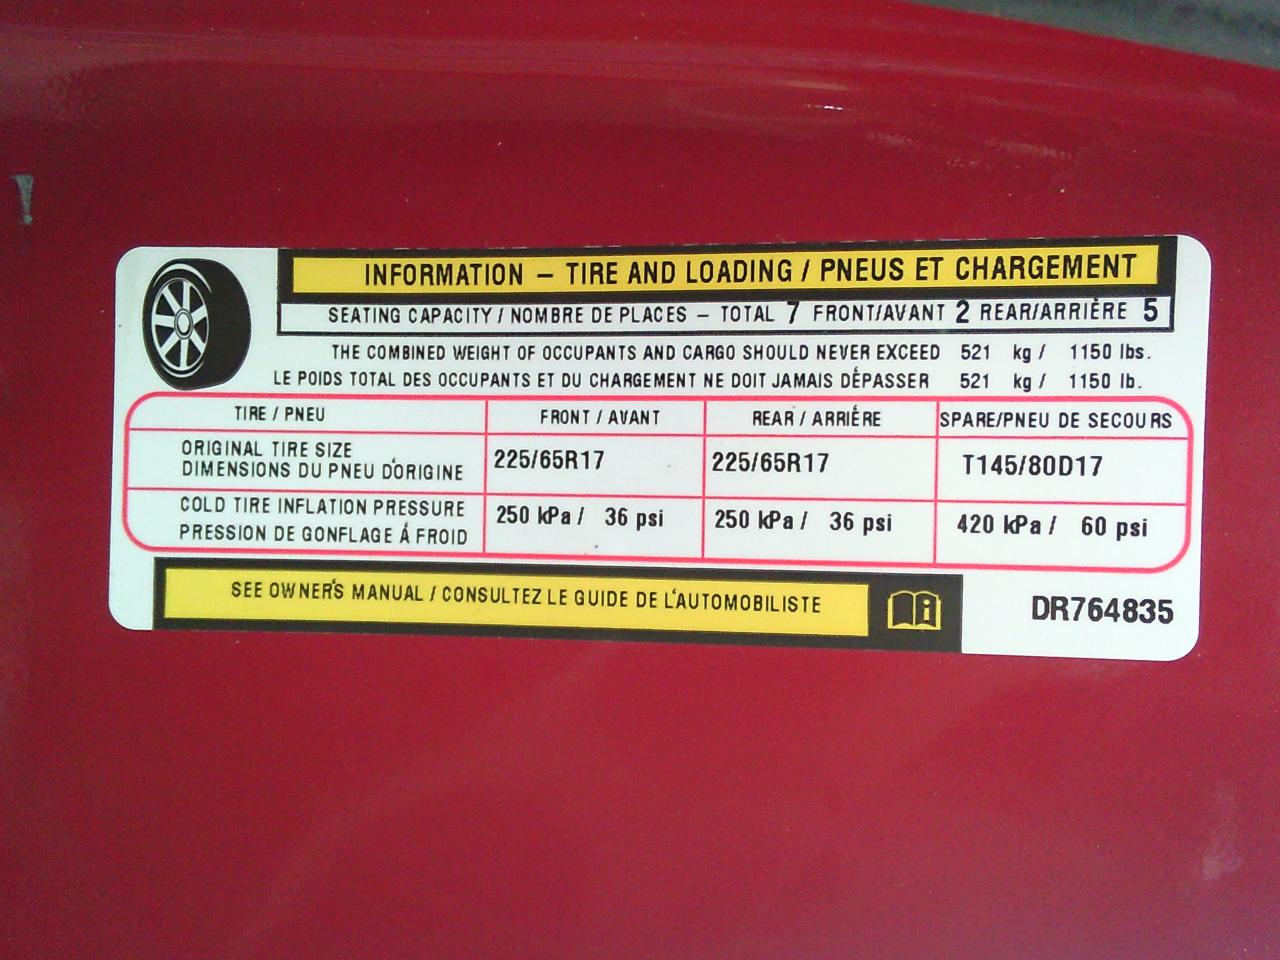 INFORMATION – TIRE AND LOADING / PNEUS ET CHARGEMENT
SEATING CAPACITY / NOMBRE DE PLACES – TOTAL 7 FRONT/AVANT 2 REAR/ARRIÈRE 5
THE COMBINED WEIGHT OF OCCUPANTS AND CARGO SHOULD NEVER EXCEED 521 kg / 1150 lbs.
LE POIDS TOTAL DES OCCUPANTS ET DU CHARGEMENT NE DOIT JAMAIS DÉPASSER 521 kg / 1150 lb.
TIRE / PNEU FRONT / AVANT REAR / ARRIÉRE SPARE/PNEU DE SECOURS
ORIGINAL TIRE SIZE
DIMENSIONS DU PNEU D'ORIGINE 225/65R17 225/65R17 T145/80D17
COLD TIRE INFLATION PRESSURE
PRESSION DE GONFLAGE Á FROID 250 kPa / 36 psi 250 kPa / 36 psi 420 kPa / 60 psi
SEE OWNER'S MANUAL / CONSULTEZ LE GUIDE DE L'AUTOMOBILISTE
DR764835